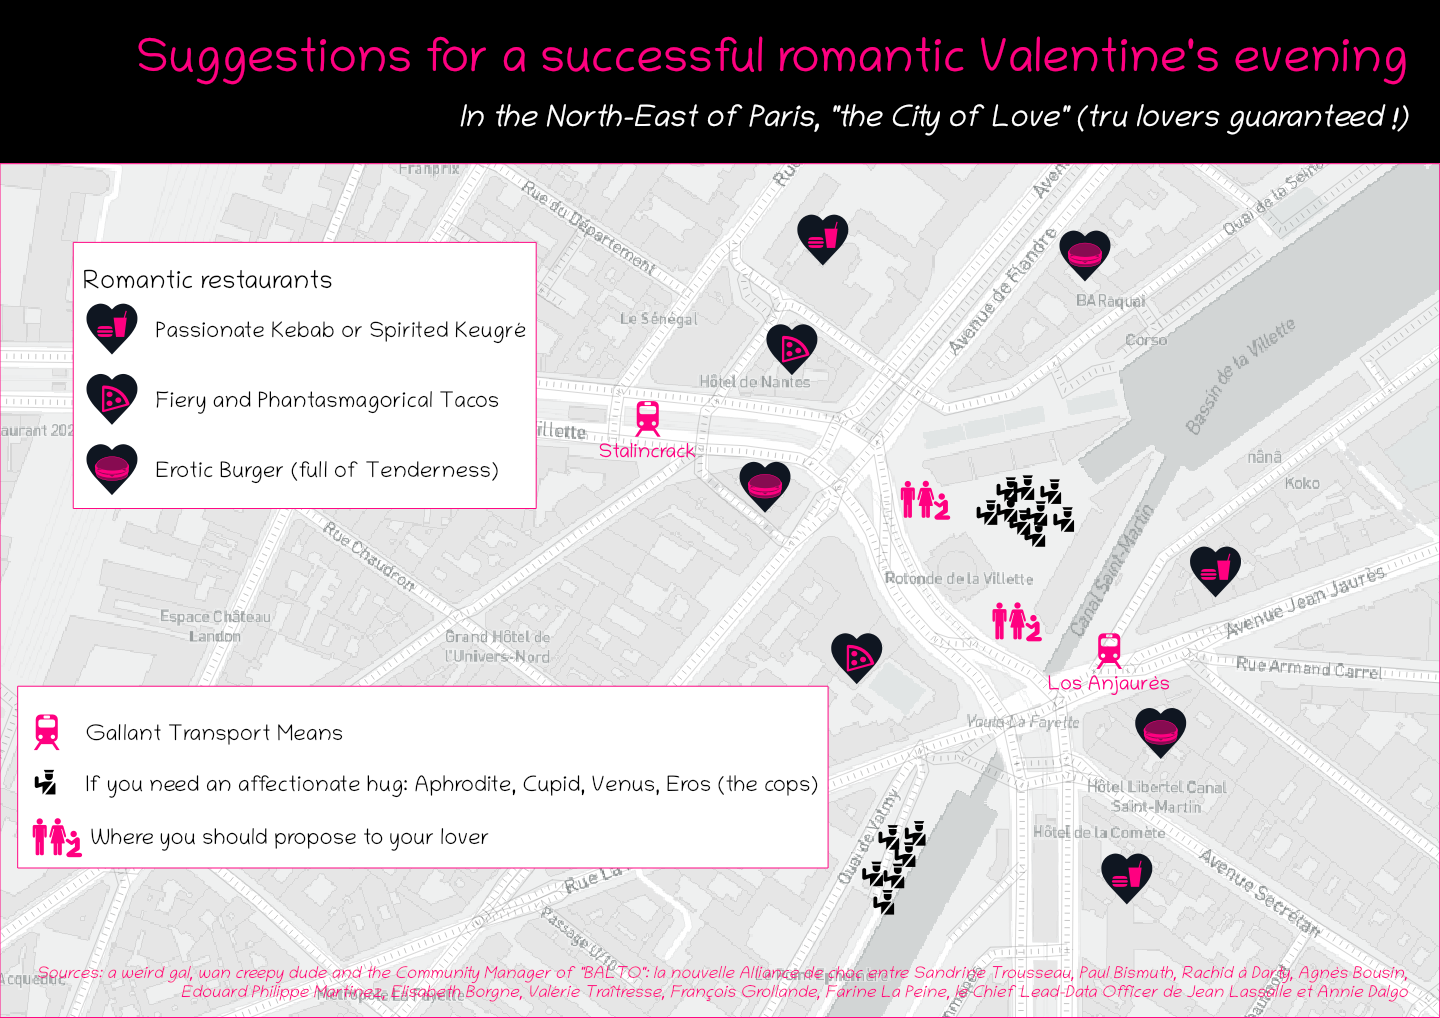 Suggestions for a successful romantic Valentine's evening
In the North-East of Paris, "the City of Love" (tru lovers guaranteed !)
Franprix
Rue
Aven
Quai de la Seine
Rue du Département
Avenue de Flandre
BARaquai
Le Sénégal
Corso
Hôtel de Nantes
Bassin de la Villette
Romantic restaurants
Passionate Kebab or Spirited Keugré
Fiery and Phantasmagorical Tacos
Erotic Burger (full of Tenderness)
aurant 202
illette
Stalincrack
nânâ
Koko
Canal Saint-Martin
Rue Chaudron
Rotonde de la Villette
Avenue Jean Jaurès
Espace Château
Landon
Grand Hôtel de
l'Univers-Nord
Rue Armand Carrel
Los Anjaurès
La Fayette
Gallant Transport Means
If you need an affectionate hug: Aphrodite, Cupid, Venus, Eros (the cops)
Where you should propose to your lover
Hôtel Libertel Canal
Saint-Martin
Hôtel de la Comète
Quai de Valmy
Avenue Secrétan
Rue La
Passage
Acqueduc
Sources: a weird gal, wan creepy dude and the Community Manager of "BALTO": la nouvelle Alliance de choc entre Sandrine Trousseau, Paul Bismuth, Rachid à Darty, Agnès Bousin,
Edouard Philippe Martinez, Elisabeth Borgne, Valérie Traîtresse, François Grollande, Farine La Peine, le Chief Lead-Data Officer de Jean Lassolle et Annie Dalgo